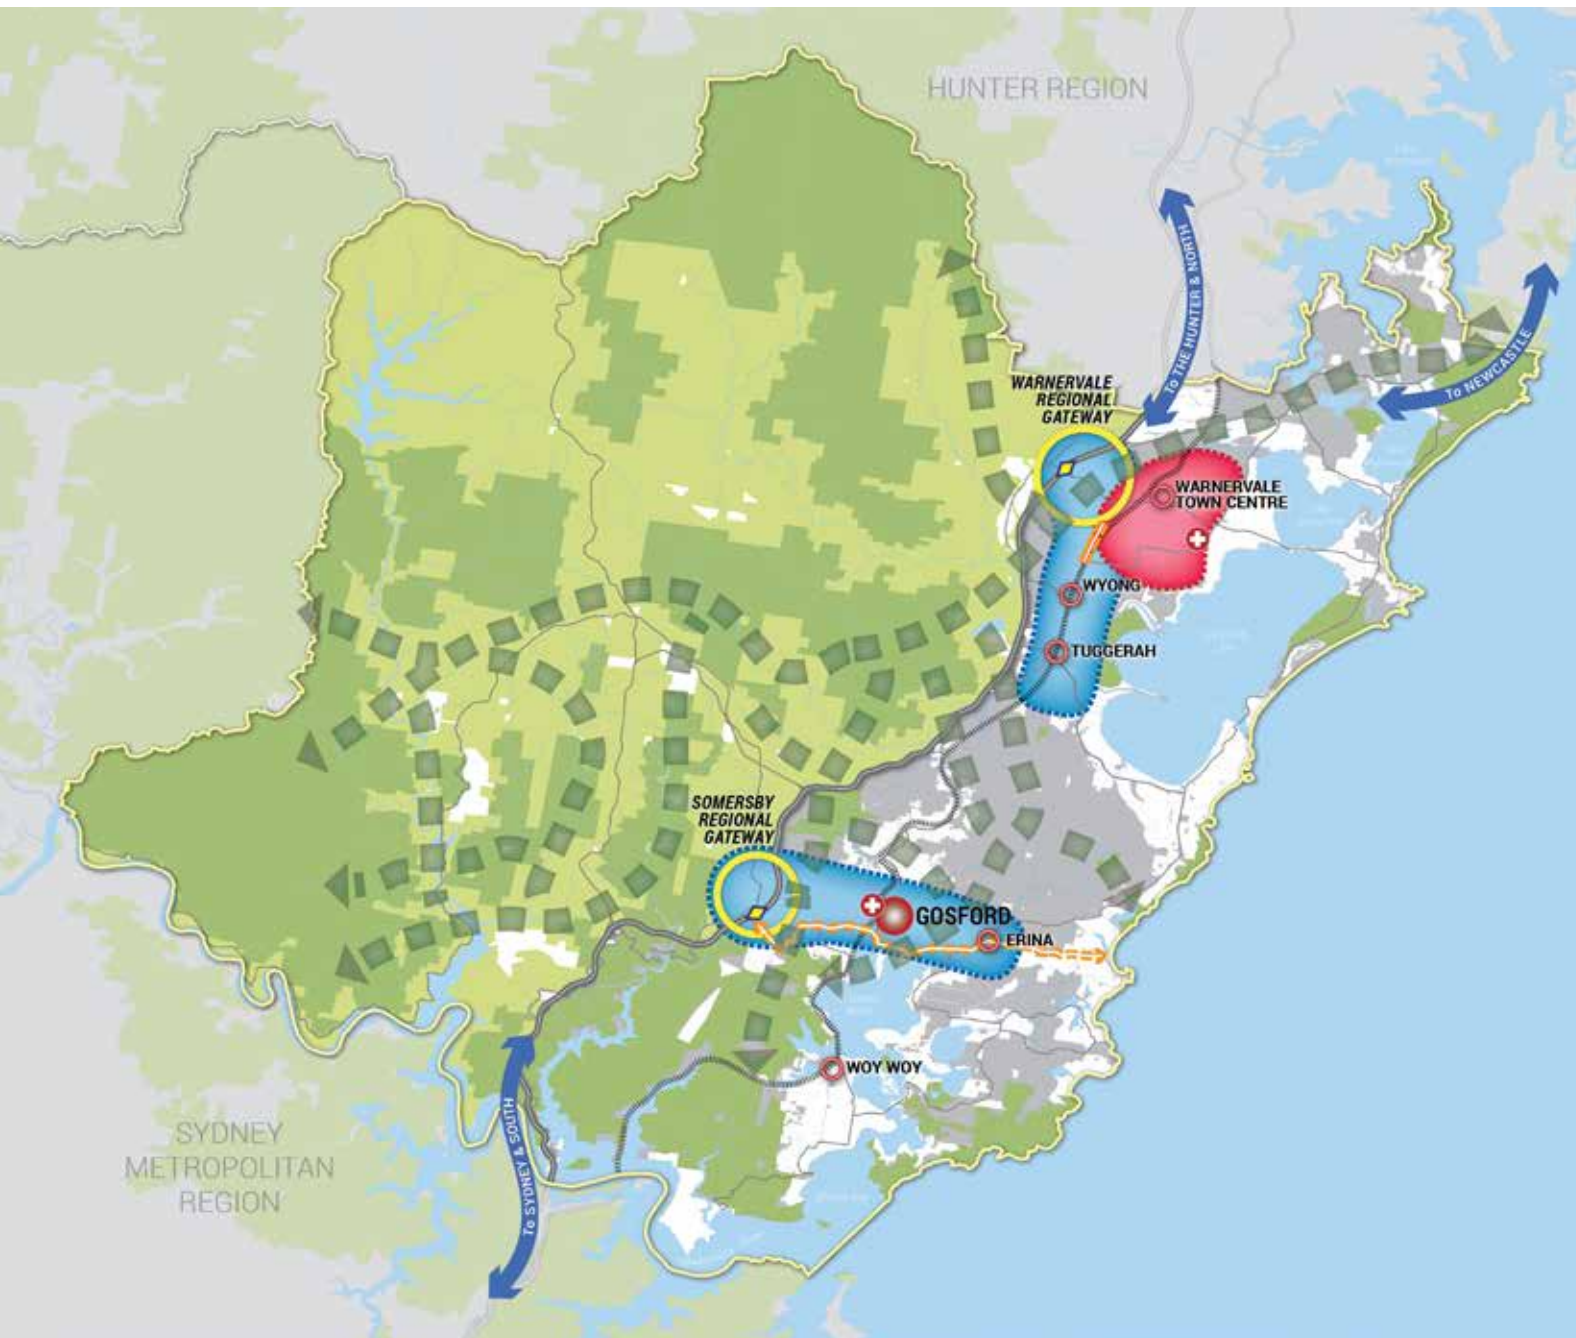 HUNTER REGION
To THE HUNTER & NORTH
To NEWCASTLE
WARNERVALE
REGIONAL
GATEWAY
WARNERVALE
TOWN CENTRE
WYONG
TUGGERAH
SOMERSBY
REGIONAL
GATEWAY
GOSFORD
ERINA
WOY WOY
SYDNEY
METROPOLITAN
REGION
To SYDNEY & SOUTH